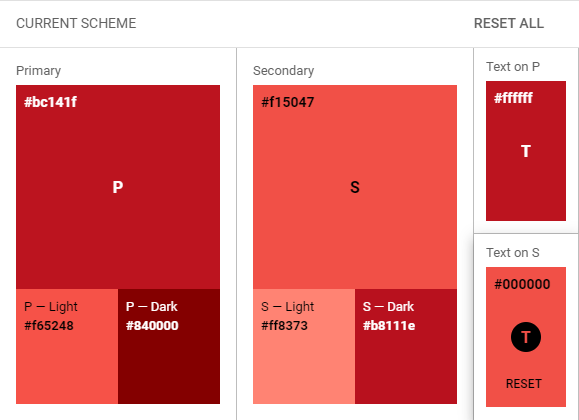 CURRENT SCHEME
RESET ALL
Primary
#bc141f
P
P — Light
#f65248
P — Dark
#840000
Secondary
#f15047
S
S — Light
#ff8373
S — Dark
#b8111e
Text on P
#ffffff
T
Text on S
#000000
T
RESET